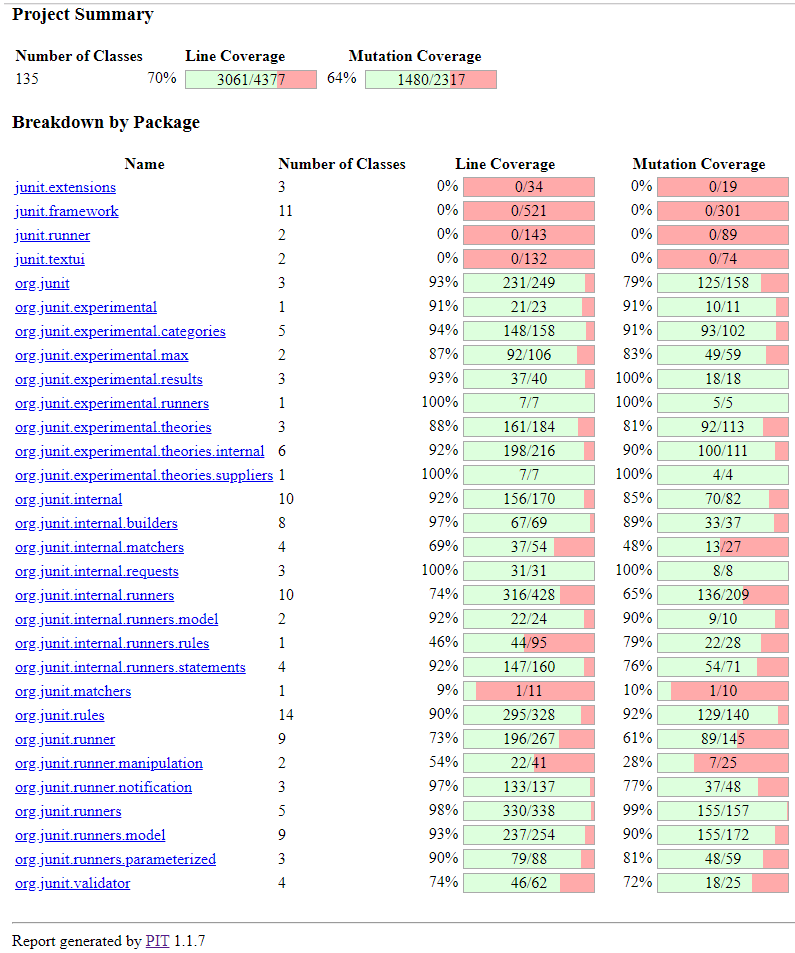 Project Summary
Number of Classes Line Coverage Mutation Coverage
135 70% 3061/4377 64% 1480/2317
Breakdown by Package
Name Number of Classes Line Coverage Mutation Coverage
junit.extensions 3 0% 0/34 0% 0/19
junit.framework 11 0% 0/521 0% 0/301
junit.runner 2 0% 0/143 0% 0/89
junit.textui 2 0% 0/132 0% 0/74
org.junit 3 93% 231/249 79% 125/158
org.junit.experimental 1 91% 21/23 91% 10/11
org.junit.experimental.categories 5 94% 148/158 91% 93/102
org.junit.experimental.max 2 87% 92/106 83% 49/59
org.junit.experimental.results 3 93% 37/40 100% 18/18
org.junit.experimental.runners 1 100% 7/7 100% 5/5
org.junit.experimental.theories 3 88% 161/184 81% 92/113
org.junit.experimental.theories.internal 6 92% 198/216 90% 100/111
org.junit.experimental.theories.suppliers 1 100% 7/7 100% 4/4
org.junit.internal 10 92% 156/170 85% 70/82
org.junit.internal.builders 8 97% 67/69 89% 33/37
org.junit.internal.matchers 4 69% 37/54 48% 13/27
org.junit.internal.requests 3 100% 31/31 100% 8/8
org.junit.internal.runners 10 74% 316/428 65% 136/209
org.junit.internal.runners.model 2 92% 22/24 90% 9/10
org.junit.internal.runners.rules 1 46% 44/95 79% 22/28
org.junit.internal.runners.statements 4 92% 147/160 76% 54/71
org.junit.matchers 1 9% 1/11 10% 1/10
org.junit.rules 14 90% 295/328 92% 129/140
org.junit.runner 9 73% 196/267 61% 89/145
org.junit.runner.manipulation 2 54% 22/41 28% 7/25
org.junit.runner.notification 3 97% 133/137 77% 37/48
org.junit.runners 5 98% 330/338 99% 155/157
org.junit.runners.model 9 93% 237/254 90% 155/172
org.junit.runners.parameterized 3 90% 79/88 81% 48/59
org.junit.validator 4 74% 46/62 72% 18/25
Report generated by PIT 1.1.7